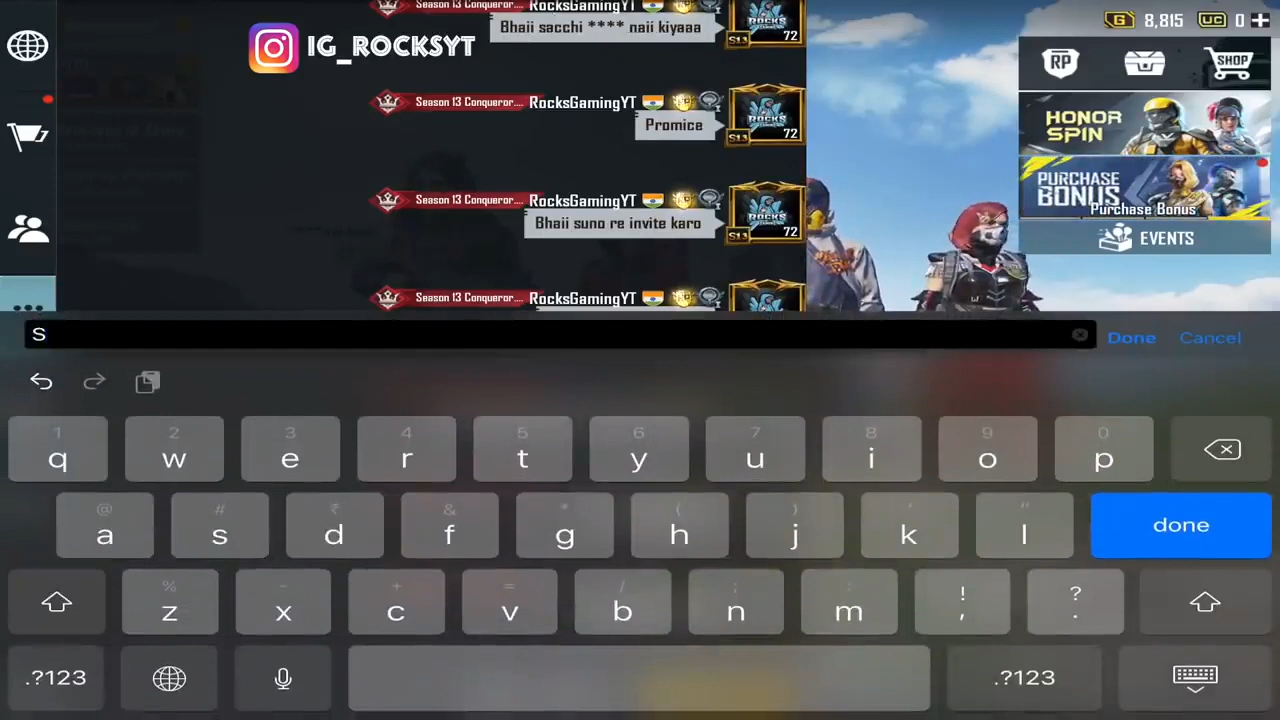 Season 13 Conqueror.... RocksGamingYT
Bhaii sacchi **** naii kiyaaa
S13 72
IG_ROCKSYT
G 8,815 UC 0
Season 13 Conqueror.... RocksGamingYT
Promice
ROCKS
S13 72
RP SHOP
HONOR
SPIN
Season 13 Conqueror.... RocksGamingYT
Bhaii suno re invite karo
ROCKS
S13 72
PURCHASE
BONUS
Purchase Bonus
EVENTS
Season 13 Conqueror.... RocksGamingYT
S Done Cancel
1 2 3 4 5 6 7 8 9 0
q w e r t y u i o p
@ # ₹ & * ( ) ' "
a s d f g h j k l done
% - + = / ; : ! ?
z x c v b n m , .
.?123 .?123